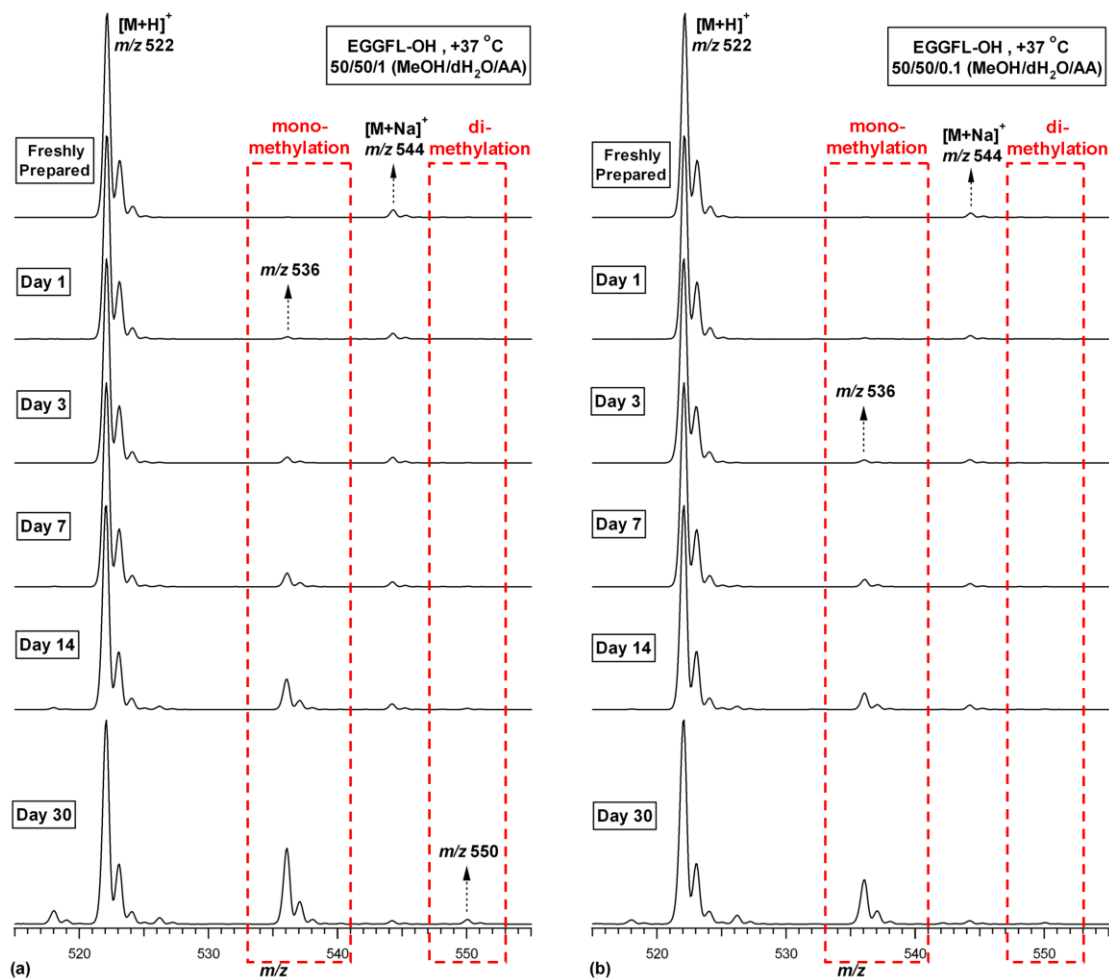 [M+H]+
m/z 522
EGGFL-OH , +37 °C
50/50/1 (MeOH/dH2O/AA)
mono-
methylation
[M+Na]+
m/z 544
di-
methylation
Freshly
Prepared
m/z 536
Day 1
Day 3
Day 7
Day 14
Day 30
m/z 550
520
530
540
550
m/z
(a)
[M+H]+
m/z 522
EGGFL-OH , +37 °C
50/50/0.1 (MeOH/dH2O/AA)
mono-
methylation
[M+Na]+
m/z 544
di-
methylation
Freshly
Prepared
Day 1
m/z 536
Day 3
Day 7
Day 14
Day 30
520
530
540
550
m/z
(b)